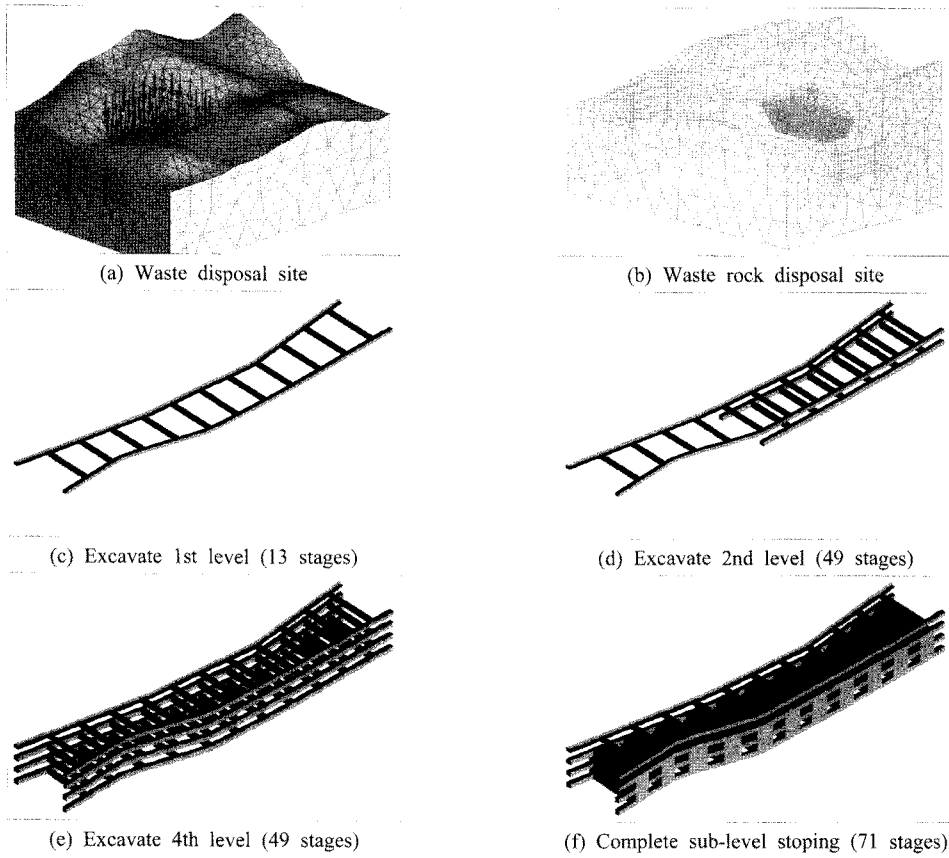 (a) Waste disposal site
(b) Waste rock disposal site
(c) Excavate 1st level (13 stages)
(d) Excavate 2nd level (49 stages)
(e) Excavate 4th level (49 stages)
(f) Complete sub-level stoping (71 stages)